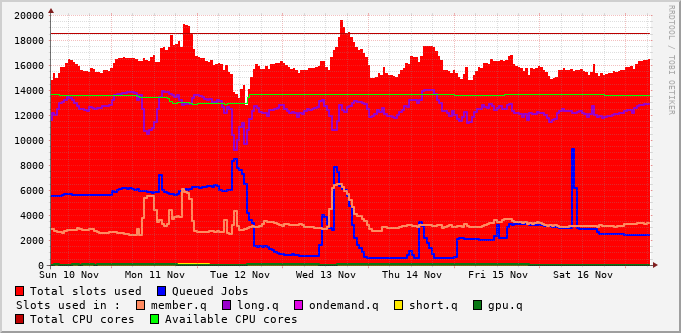 20000
18000
16000
14000
12000
10000
8000
6000
4000
2000
0
Sun 10 Nov Mon 11 Nov Tue 12 Nov Wed 13 Nov Thu 14 Nov Fri 15 Nov Sat 16 Nov
Total slots used Queued Jobs
Slots used in : member.q long.q ondemand.q short.q gpu.q
Total CPU cores Available CPU cores
RRDTOOL / TOBI OETIKER